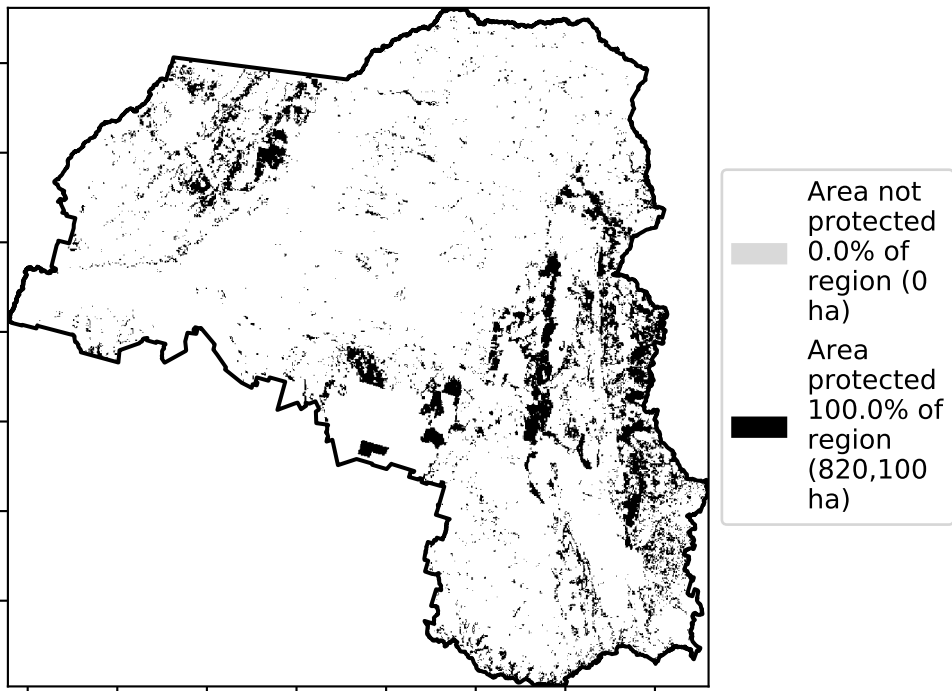 Area not
protected
0.0% of
region (0
ha)
Area
protected
100.0% of
region
(820,100
ha)